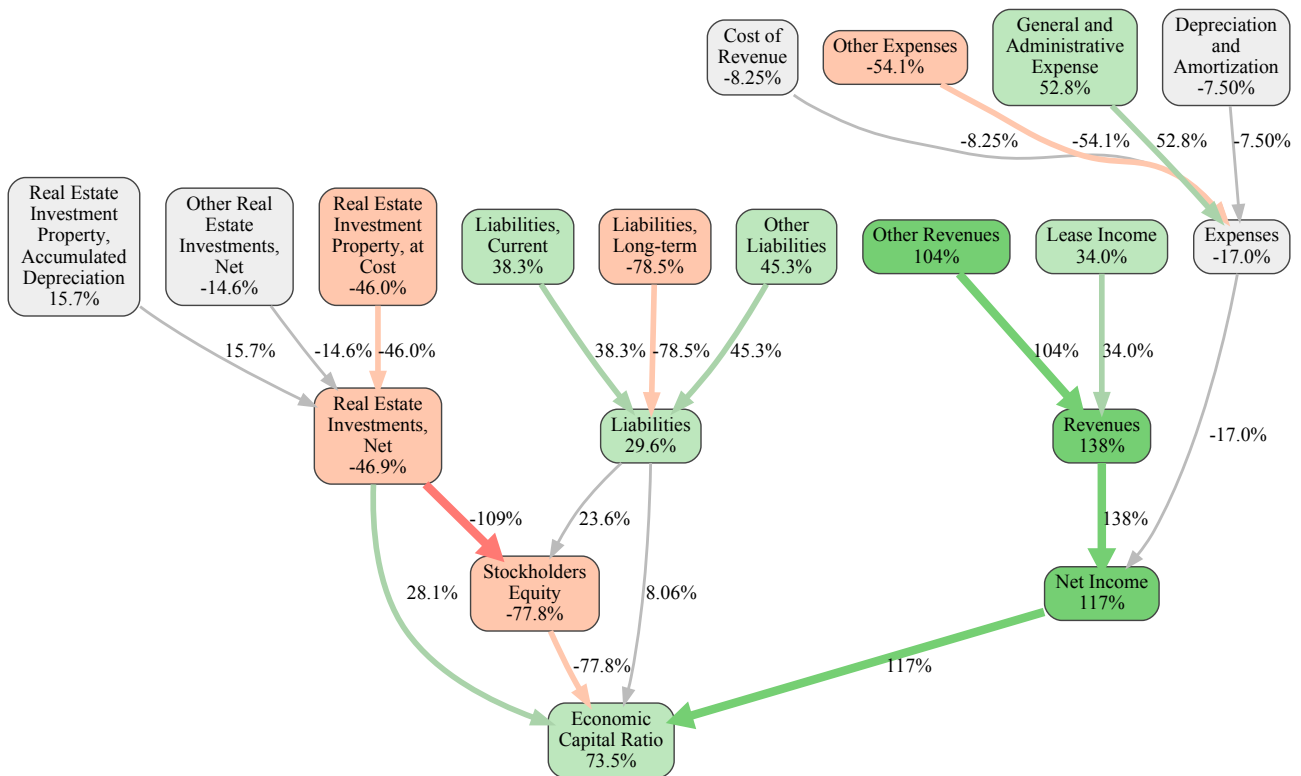 Cost of
Revenue
-8.25%
Other Expenses
-54.1%
General and
Administrative
Expense
52.8%
Depreciation
and
Amortization
-7.50%
-8.25%
-54.1%
52.8%
-7.50%
Real Estate
Investment
Property,
Accumulated
Depreciation
15.7%
Other Real
Estate
Investments,
Net
-14.6%
Real Estate
Investment
Property, at
Cost
-46.0%
Liabilities,
Current
38.3%
Liabilities,
Long-term
-78.5%
Other
Liabilities
45.3%
Other Revenues
104%
Lease Income
34.0%
Expenses
-17.0%
15.7%
-14.6%
-46.0%
38.3%
-78.5%
45.3%
104%
34.0%
Real Estate
Investments,
Net
-46.9%
Liabilities
29.6%
Revenues
138%
-17.0%
-109%
23.6%
138%
Stockholders
Equity
-77.8%
Net Income
117%
28.1%
8.06%
-77.8%
117%
Economic
Capital Ratio
73.5%